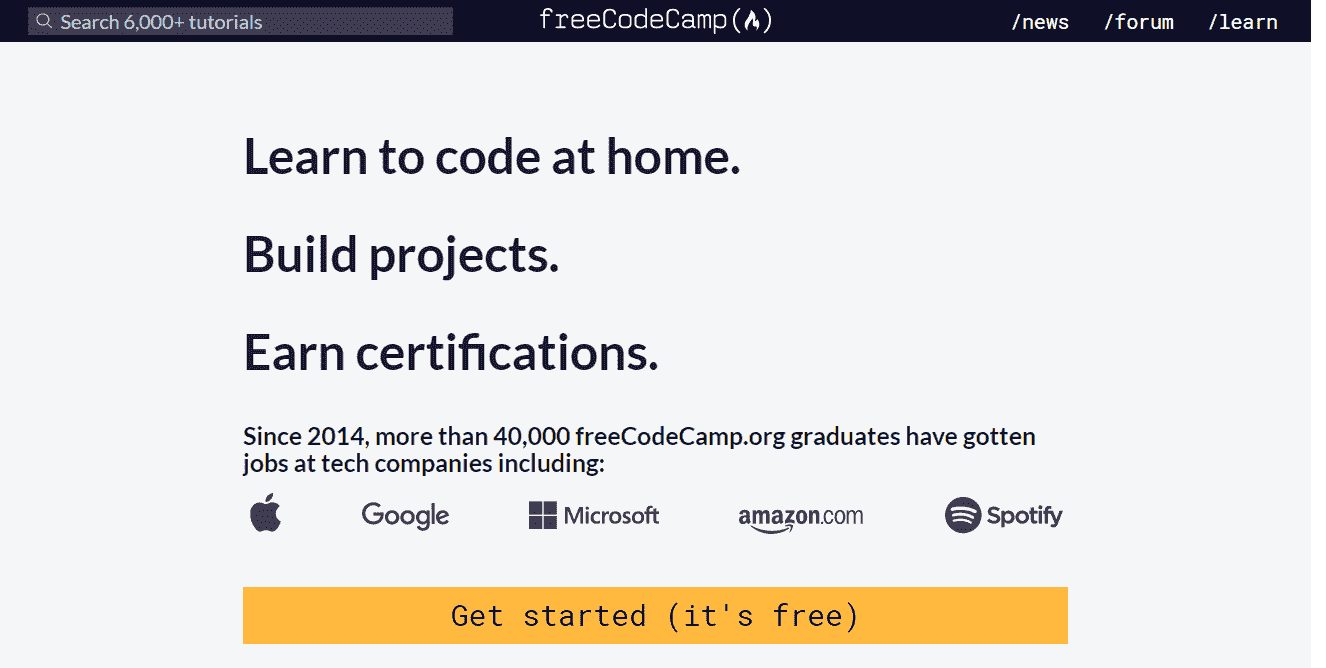 Search 6,000+ tutorials
freeCodeCamp(🔥)
/news /forum /learn
Learn to code at home.
Build projects.
Earn certifications.
Since 2014, more than 40,000 freeCodeCamp.org graduates have gotten
jobs at tech companies including:
Google Microsoft amazon.com Spotify
Get started (it's free)